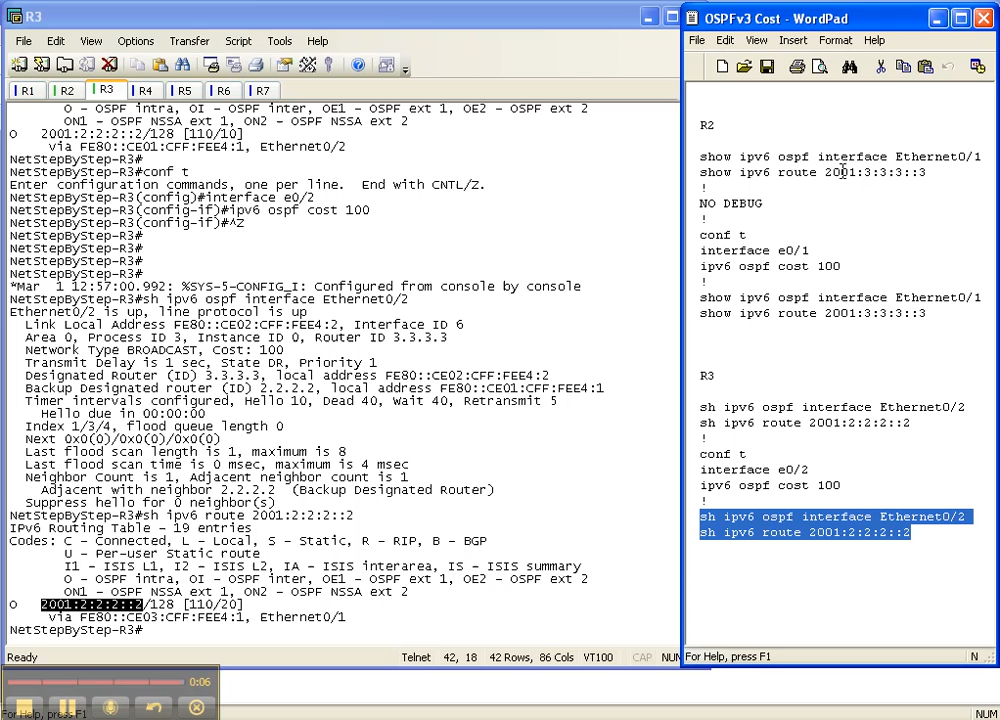 R3
File Edit View Options Transfer Script Tools Help
R1 R2 R3 R4 R5 R6 R7
O - OSPF intra, OI - OSPF inter, OE1 - OSPF ext 1, OE2 - OSPF ext 2
ON1 - OSPF NSSA ext 1, ON2 - OSPF NSSA ext 2
O 2001:2:2:2::2/128 [110/10]
via FE80::CE01:CFF:FEE4:1, Ethernet0/2
NetStepByStep-R3#
NetStepByStep-R3#conf t
Enter configuration commands, one per line. End with CNTL/Z.
NetStepByStep-R3(config)#interface e0/2
NetStepByStep-R3(config-if)#ipv6 ospf cost 100
NetStepByStep-R3(config-if)#^Z
NetStepByStep-R3#
NetStepByStep-R3#
NetStepByStep-R3#
NetStepByStep-R3#
*Mar 1 12:57:00.992: %SYS-5-CONFIG_I: Configured from console by console
NetStepByStep-R3#sh ipv6 ospf interface Ethernet0/2
Ethernet0/2 is up, line protocol is up
Link Local Address FE80::CE02:CFF:FEE4:2, Interface ID 6
Area 0, Process ID 3, Instance ID 0, Router ID 3.3.3.3
Network Type BROADCAST, Cost: 100
Transmit Delay is 1 sec, State DR, Priority 1
Designated Router (ID) 3.3.3.3, local address FE80::CE02:CFF:FEE4:2
Backup Designated router (ID) 2.2.2.2, local address FE80::CE01:CFF:FEE4:1
Timer intervals configured, Hello 10, Dead 40, Wait 40, Retransmit 5
Hello due in 00:00:00
Index 1/3/4, flood queue length 0
Next 0x0(0)/0x0(0)/0x0(0)
Last flood scan length is 1, maximum is 8
Last flood scan time is 0 msec, maximum is 4 msec
Neighbor Count is 1, Adjacent neighbor count is 1
Adjacent with neighbor 2.2.2.2 (Backup Designated Router)
Suppress hello for 0 neighbor(s)
NetStepByStep-R3#sh ipv6 route 2001:2:2:2::2
IPv6 Routing Table - 19 entries
Codes: C - Connected, L - Local, S - Static, R - RIP, B - BGP
U - Per-user Static route
I1 - ISIS L1, I2 - ISIS L2, IA - ISIS interarea, IS - ISIS summary
O - OSPF intra, OI - OSPF inter, OE1 - OSPF ext 1, OE2 - OSPF ext 2
ON1 - OSPF NSSA ext 1, ON2 - OSPF NSSA ext 2
O 2001:2:2:2::2/128 [110/20]
via FE80::CE03:CFF:FEE4:1, Ethernet0/1
NetStepByStep-R3#
Ready Telnet 42, 18 42 Rows, 86 Cols VT100 CAP NUM
0:06
For Help, press F1
OSPFv3 Cost - WordPad
File Edit View Insert Format Help
R2
show ipv6 ospf interface Ethernet0/1
show ipv6 route 2001:3:3:3::3
!
NO DEBUG
!
conf t
interface e0/1
ipv6 ospf cost 100
!
show ipv6 ospf interface Ethernet0/1
show ipv6 route 2001:3:3:3::3
R3
sh ipv6 ospf interface Ethernet0/2
sh ipv6 route 2001:2:2:2::2
!
conf t
interface e0/2
ipv6 ospf cost 100
!
sh ipv6 ospf interface Ethernet0/2
sh ipv6 route 2001:2:2:2::2
For Help, press F1 N
NUM